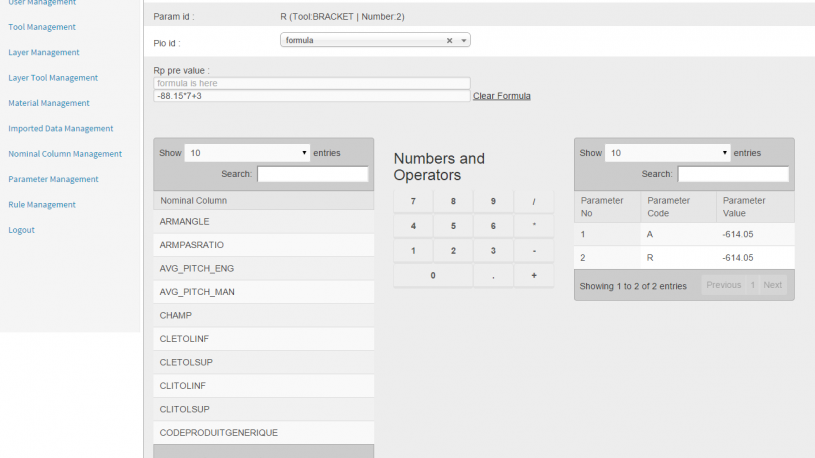 User Management
Tool Management
Layer Management
Layer Tool Management
Material Management
Imported Data Management
Nominal Column Management
Parameter Management
Rule Management
Logout
Param id :
R (Tool:BRACKET | Number:2)
Plo id :
formula
Rp pre value :
formula is here
-88.15*7+3
Clear Formula
Show 10 entries
Search:
Nominal Column
ARMANGLE
ARMPASRATIO
AVG_PITCH_ENG
AVG_PITCH_MAN
CHAMP
CLETOLINF
CLETOLSUP
CLITOLINF
CLITOLSUP
CODEPRODUITGENERIQUE
Numbers and
Operators
7 8 9 /
4 5 6 *
1 2 3 -
0 . +
Show 10 entries
Search:
Parameter No Parameter Code Parameter Value
1 A -614.05
2 R -614.05
Showing 1 to 2 of 2 entries
Previous 1 Next